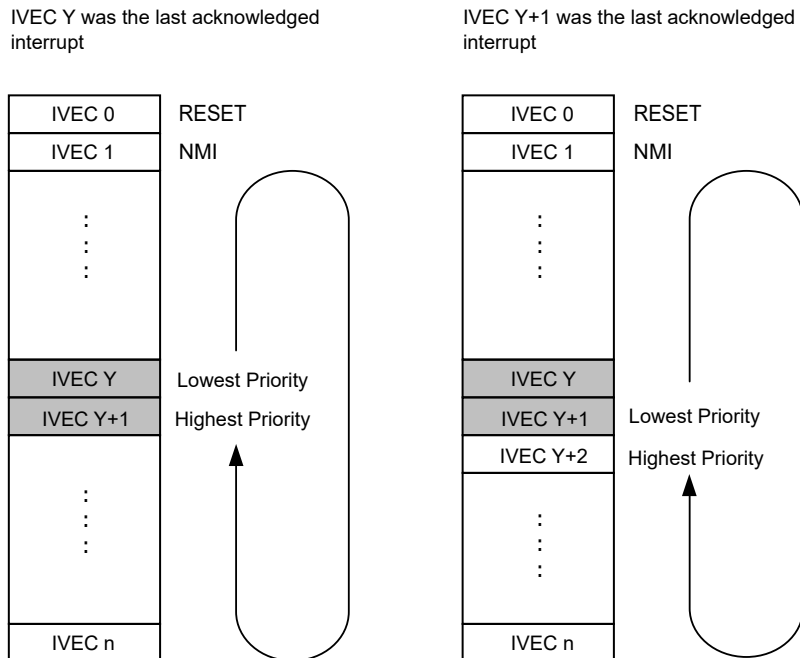 IVEC Y was the last acknowledged
interrupt
IVEC 0 RESET
IVEC 1 NMI
:
:
:
IVEC Y Lowest Priority
IVEC Y+1 Highest Priority
:
:
:
IVEC n
IVEC Y+1 was the last acknowledged
interrupt
IVEC 0 RESET
IVEC 1 NMI
:
:
:
IVEC Y
IVEC Y+1 Lowest Priority
IVEC Y+2 Highest Priority
:
:
:
IVEC n